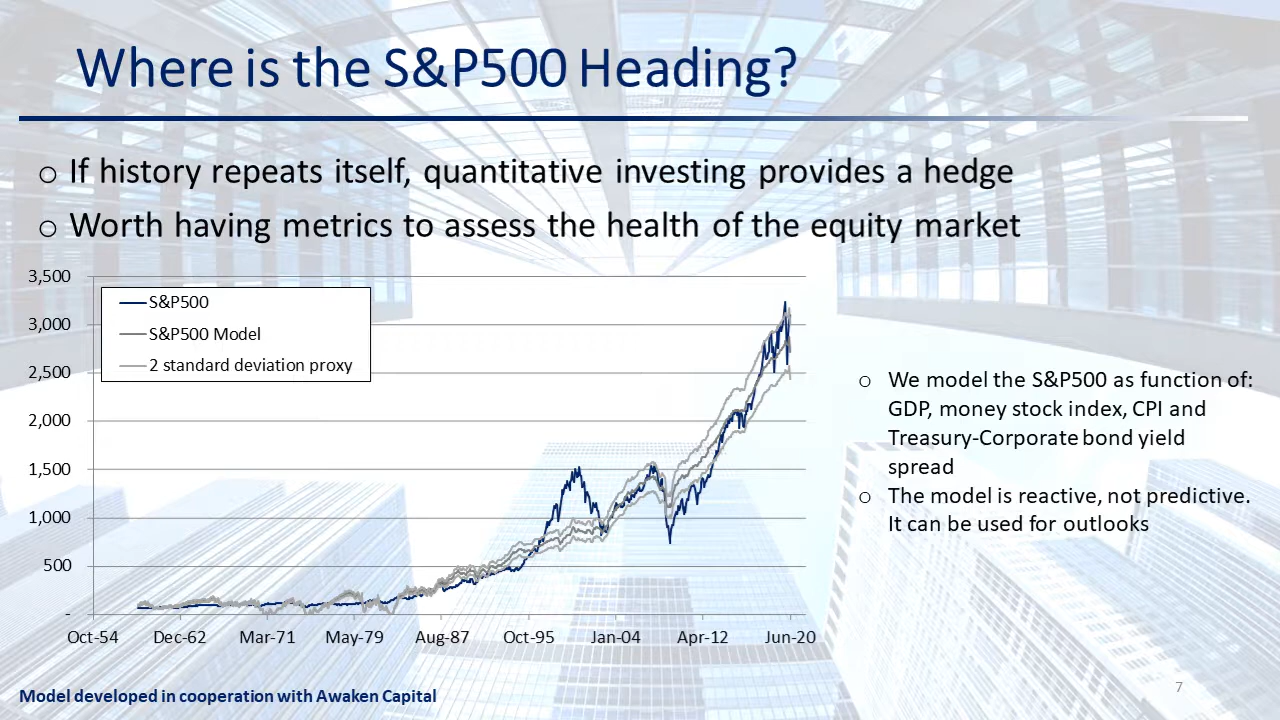 Where is the S&P500 Heading?
o If history repeats itself, quantitative investing provides a hedge
o Worth having metrics to assess the health of the equity market
3,500
3,000
2,500
2,000
1,500
1,000
500
-
S&P500
S&P500 Model
2 standard deviation proxy
Oct-54 Dec-62 Mar-71 May-79 Aug-87 Oct-95 Jan-04 Apr-12 Jun-20
o We model the S&P500 as function of:
GDP, money stock index, CPI and
Treasury-Corporate bond yield
spread
o The model is reactive, not predictive.
It can be used for outlooks
Model developed in cooperation with Awaken Capital
7